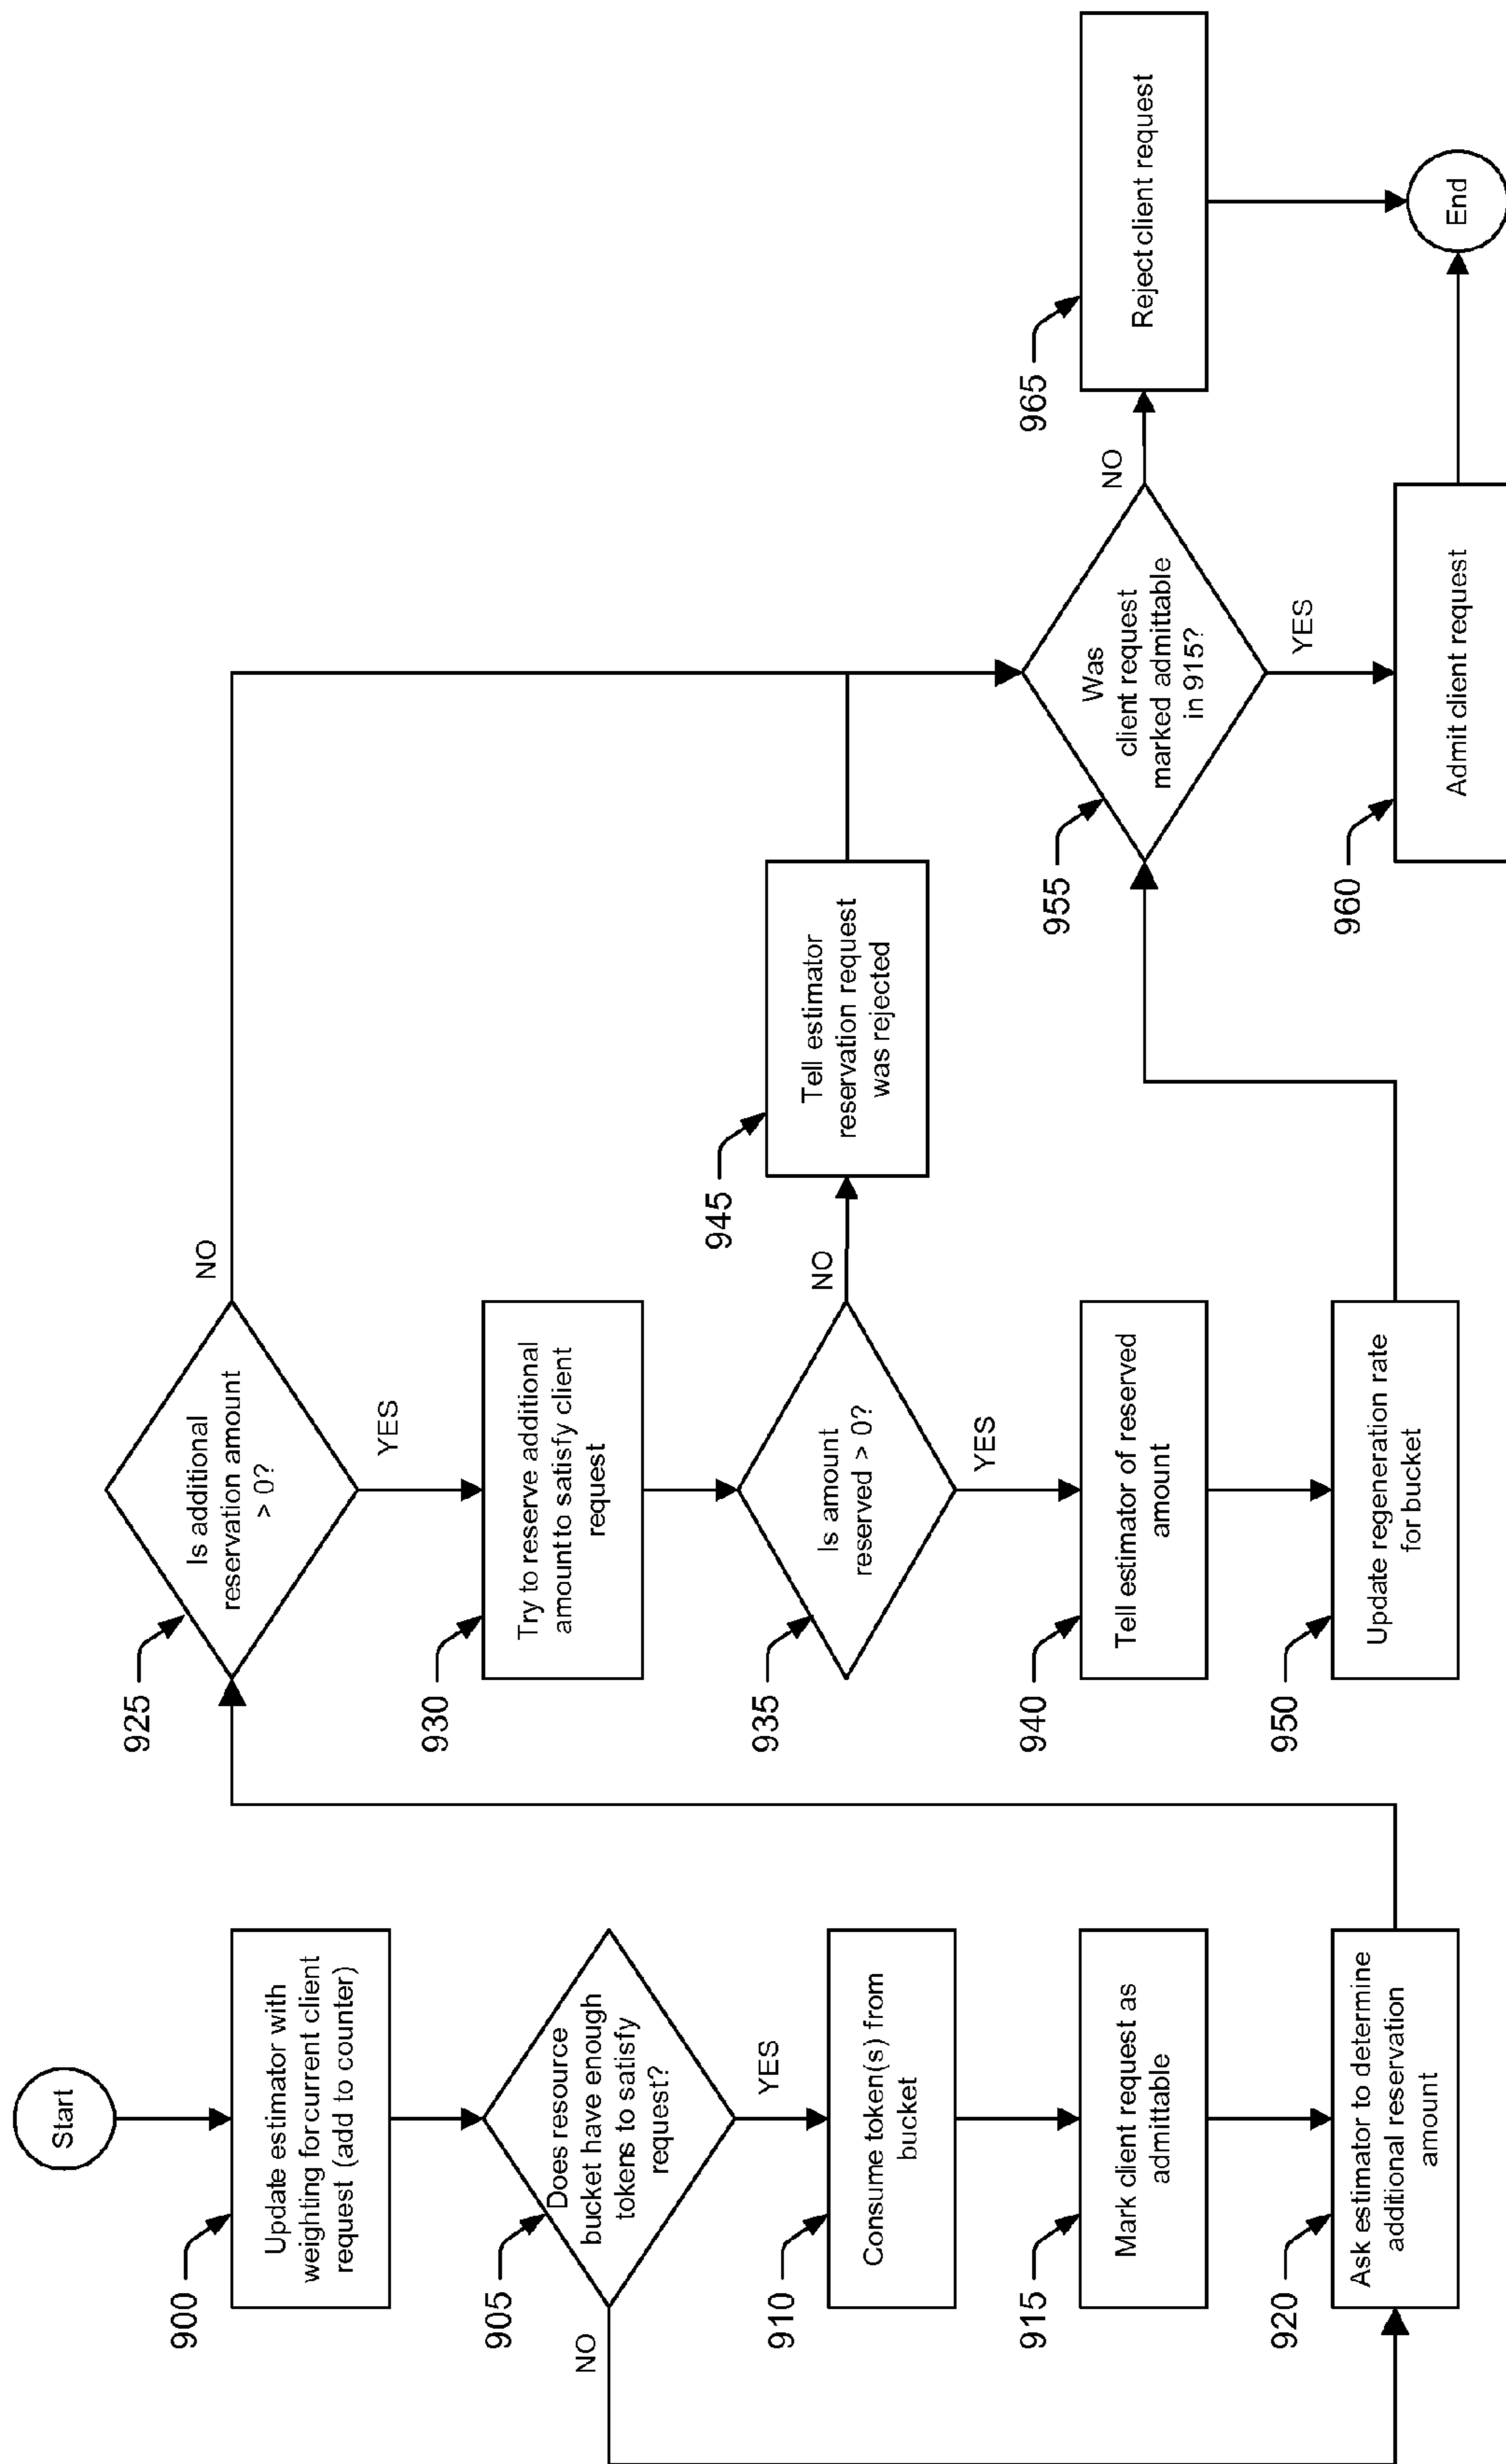 Start
900
Update estimator with
weighting for current client
request (add to counter)
905
Does resource
bucket have enough
tokens to satisfy
request?
NO
YES
910
Consume token(s) from
bucket
915
Mark client request as
admittable
920
Ask estimator to determine
additional reservation
amount
925
Is additional
reservation amount
> 0?
NO
YES
930
Try to reserve additional
amount to satisfy client
request
935
Is amount
reserved > 0?
NO
YES
945
Tell estimator
reservation request
was rejected
940
Tell estimator of reserved
amount
950
Update regeneration rate
for bucket
955
Was
client request
marked admittable
in 915?
NO
YES
965
Reject client request
960
Admit client request
End